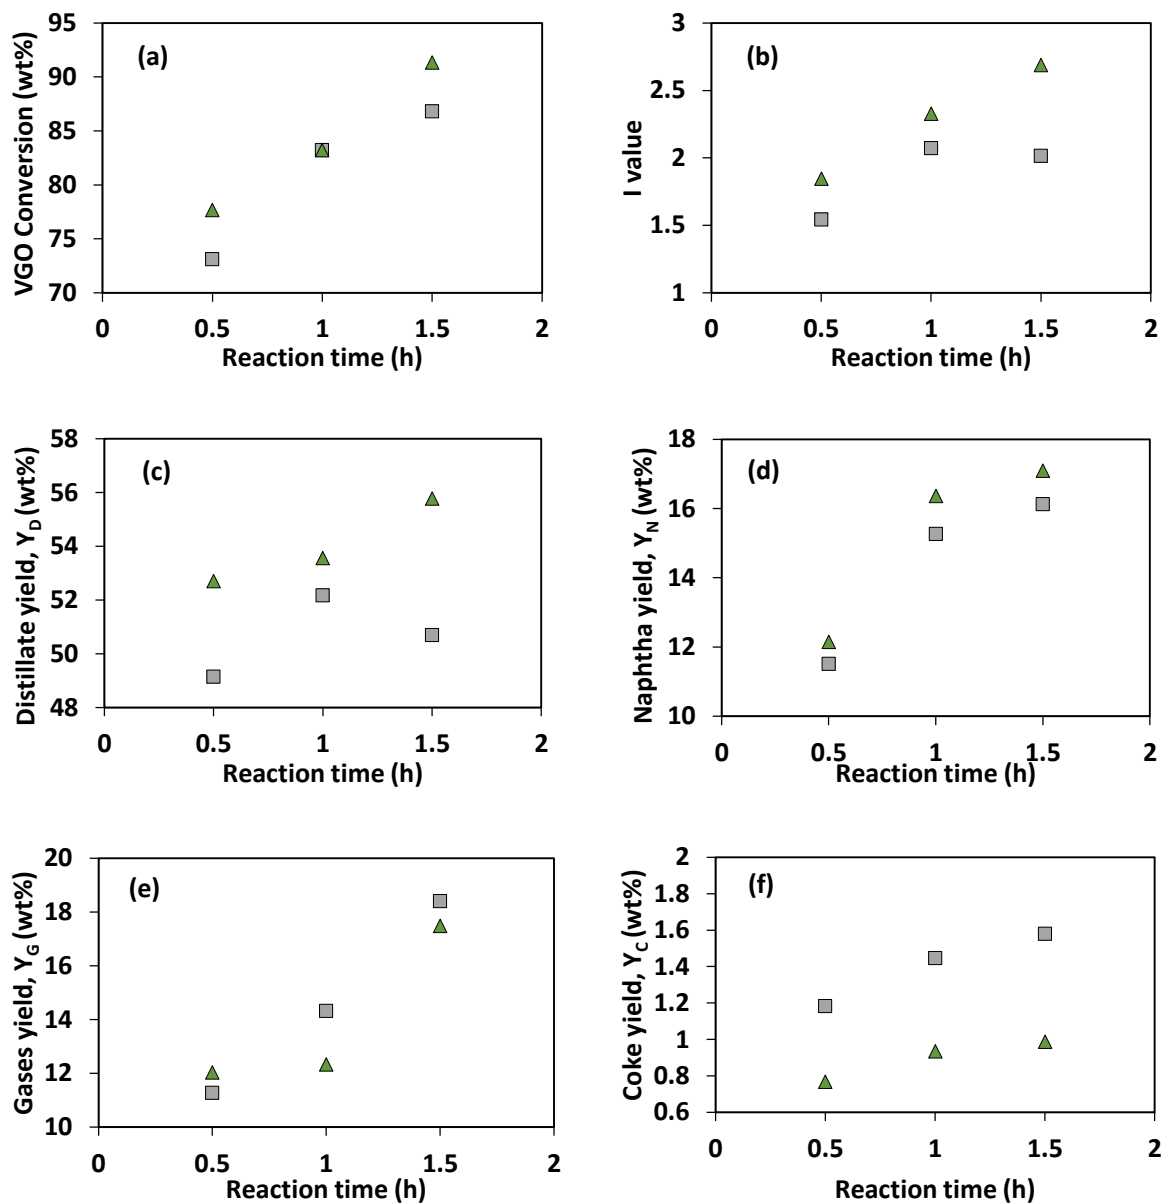 (a)
VGO Conversion (wt%)
95
90
85
80
75
70
0 0.5 1 1.5 2
Reaction time (h)
(b)
I value
3
2.5
2
1.5
1
0 0.5 1 1.5 2
Reaction time (h)
(c)
Distillate yield, Y_D (wt%)
58
56
54
52
50
48
0 0.5 1 1.5 2
Reaction time (h)
(d)
Naphtha yield, Y_N (wt%)
18
16
14
12
10
0 0.5 1 1.5 2
Reaction time (h)
(e)
Gases yield, Y_G (wt%)
20
18
16
14
12
10
0 0.5 1 1.5 2
Reaction time (h)
(f)
Coke yield, Y_C (wt%)
2
1.8
1.6
1.4
1.2
1
0.8
0.6
0 0.5 1 1.5 2
Reaction time (h)